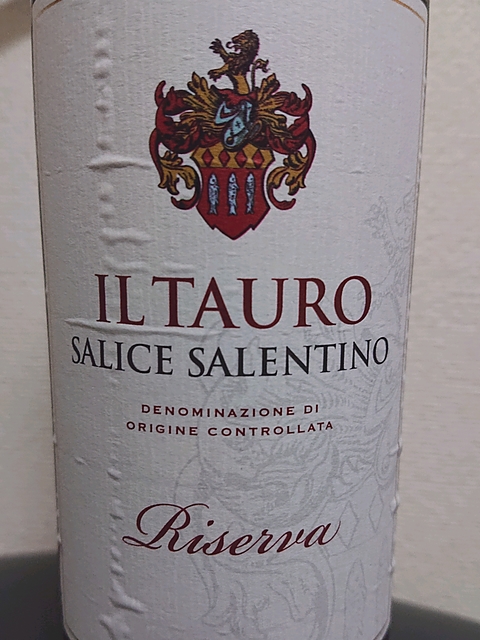 IL TAURO
SALICE SALENTINO
DENOMINAZIONE DI
ORIGINE CONTROLLATA
Riserva